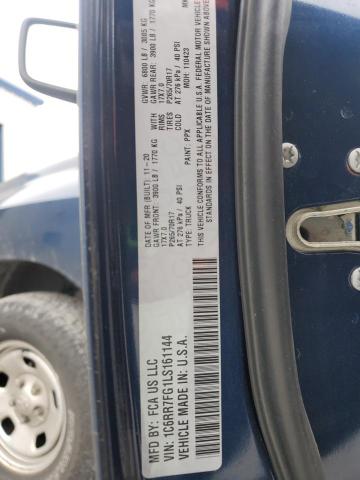 MFD BY: FCA US LLC
VIN: 1C6RR7FG1LS161144
VEHICLE MADE IN: U.S.A.
DATE OF MFR (BUILT) 11-20
GAWR FRONT: 3900 LB / 1770 KG WITH
17X7.0 RIMS
P265/70R17 TIRES
AT 276 kPa / 40 PSI COLD
TYPE: TRUCK
PAINT: PPX
GVWR: 6800 LB / 3085 KG
GAWR REAR: 3900 LB / 1770 KG
17X7.0
P265/70R17
AT 276 kPa / 40 PSI
MDH: 110423
THIS VEHICLE CONFORMS TO ALL APPLICABLE U.S.A. FEDERAL MOTOR VEHICLE
STANDARDS IN EFFECT ON THE DATE OF MANUFACTURE SHOWN ABOVE